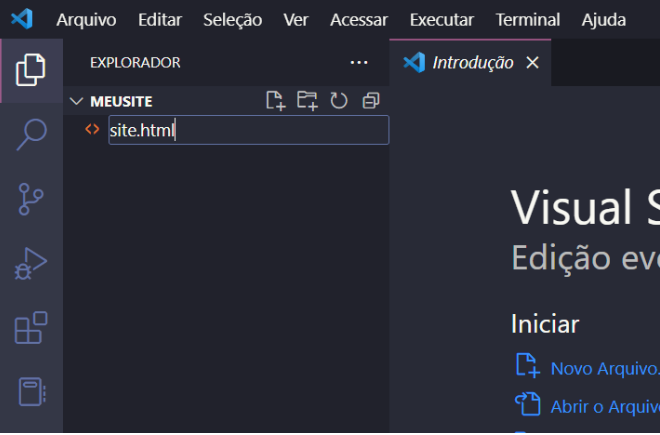 Arquivo Editar Seleção Ver Acessar Executar Terminal Ajuda
EXPLORADOR
Introdução
MEUSITE
site.html
Visual S
Edição evo
Iniciar
Novo Arquivo.
Abrir o Arquivo